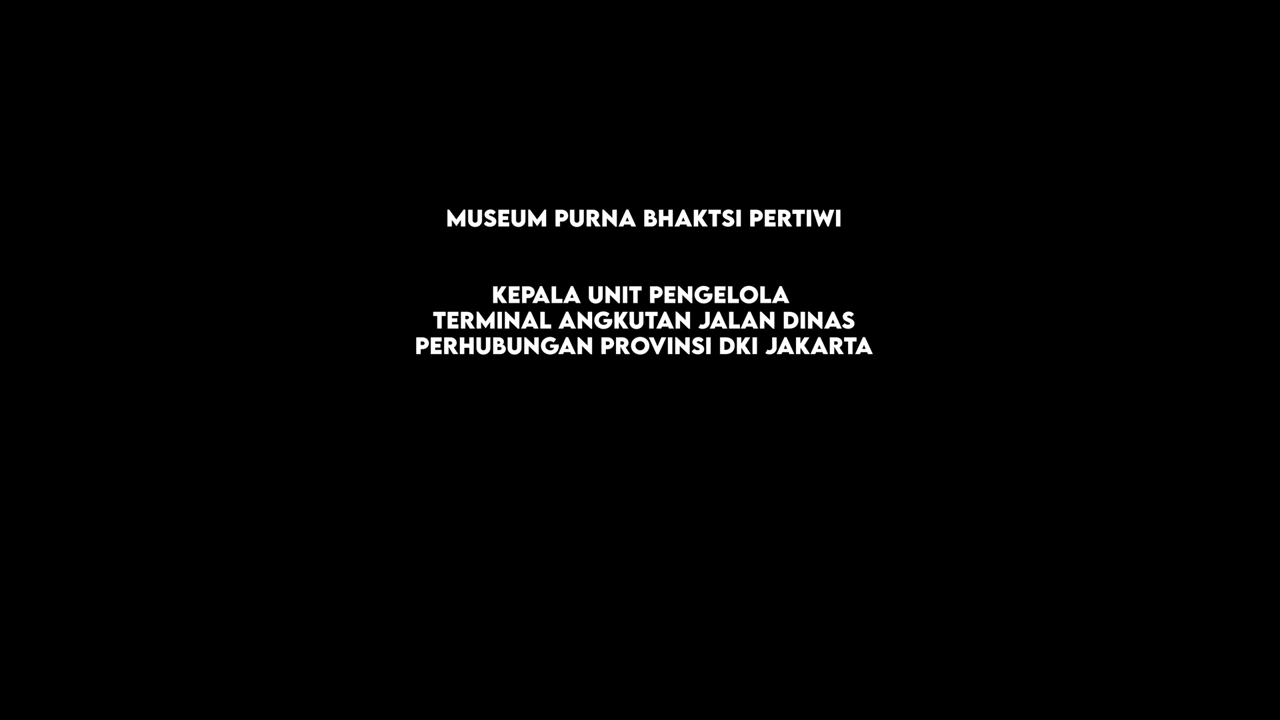 MUSEUM PURNA BHAKTSI PERTIWI
KEPALA UNIT PENGELOLA
TERMINAL ANGKUTAN JALAN DINAS
PERHUBUNGAN PROVINSI DKI JAKARTA